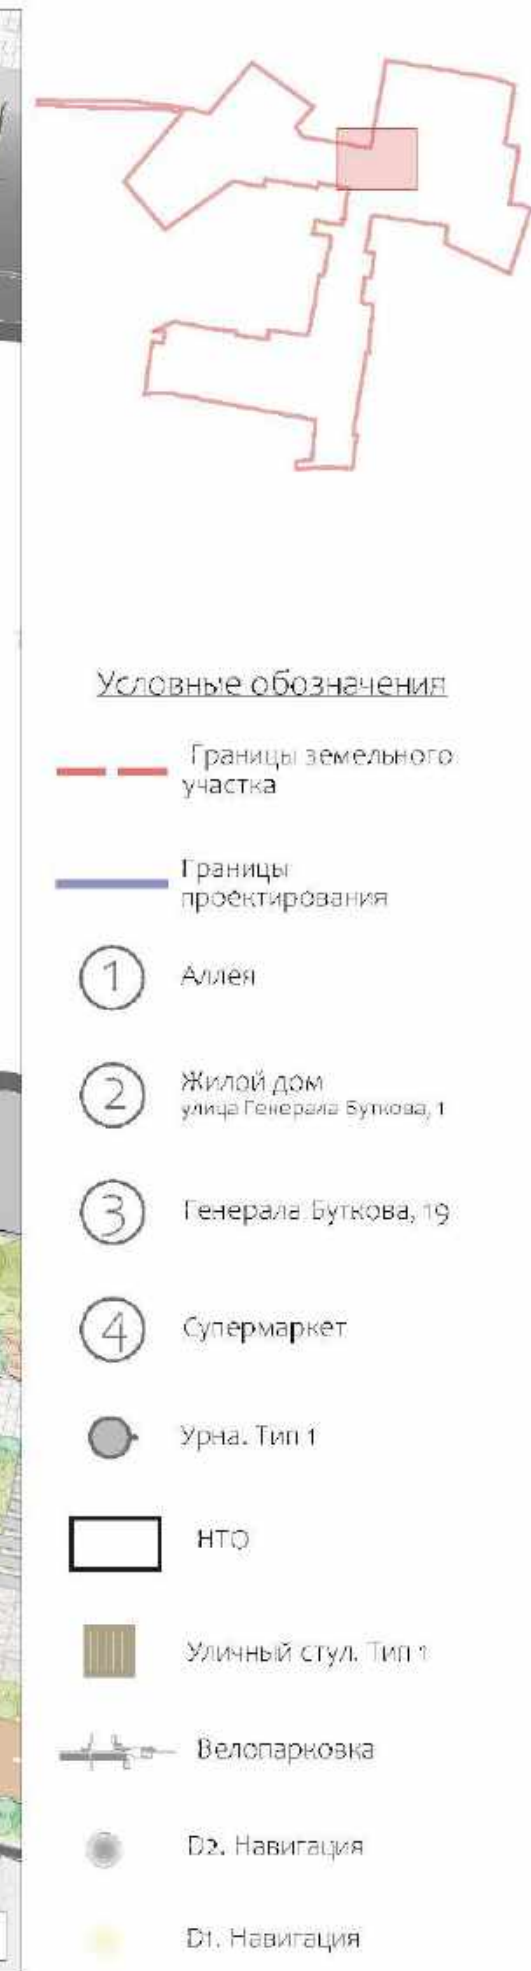 Условные обозначения
Границы земельного
участка
Границы
проектирования
1
Аллея
2
Жилой дом
улица Генерала Буткова, 1
3
Генерала Буткова, 19
4
Супермаркет
Урна. Тип 1
НТО
Уличный стул. Тип 1
Велопарковка
D2. Навигация
D1. Навигация